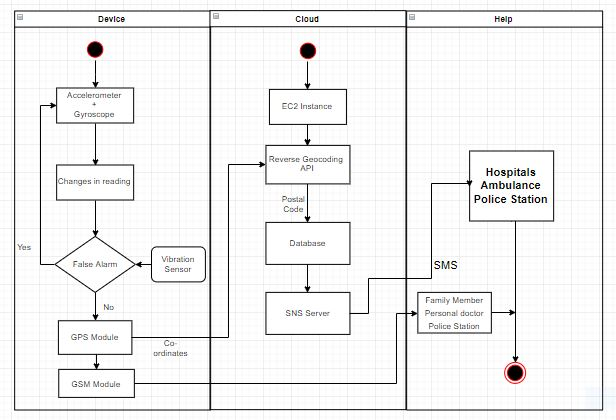 Device
Cloud
Help
Accelerometer
+
Gyroscope
Changes in reading
Yes
False Alarm
Vibration
Sensor
No
GPS Module
Co-
ordinates
GSM Module
EC2 Instance
Reverse Geocoding
API
Postal
Code
Database
SNS Server
SMS
Hospitals
Ambulance
Police Station
Family Member
Personal doctor
Police Station